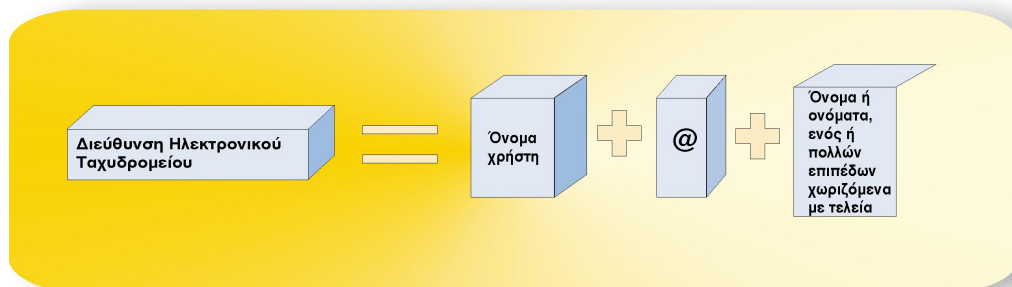 Διεύθυνση Ηλεκτρονικού
Ταχυδρομείου
Όνομα
χρήστη
@
Όνομα ή
ονόματα,
ενός ή
πολλών
επιπέδων
χωριζόμενα
με τελεία